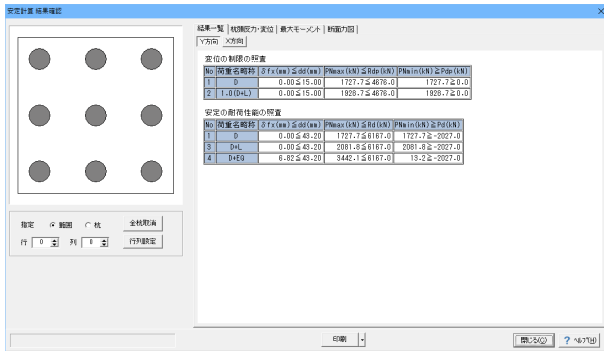 安定計算 結果確認
×
結果一覧 杭頭反力・変位 最大モーメント 断面力図
Y方向 X方向
変位の制限の照査
No 荷重名略称 δfx(mm)≦dd(mm) PNmax(kN)≦Rdp(kN) PNmin(kN)≧Pdp(kN)
1 D 0.00≦15.00 1727.7≦4678.0 1727.7≧0.0
2 1.0(D+L) 0.00≦15.00 1928.7≦4678.0 1928.7≧0.0
安定の耐荷性能の照査
No 荷重名略称 δfx(mm)≦dd(mm) PNmax(kN)≦Rd(kN) PNmin(kN)≧Pd(kN)
1 D 0.00≦43.20 1727.7≦6167.0 1727.7≧-2027.0
3 D+L 0.00≦43.20 2081.8≦6167.0 2081.8≧-2027.0
4 D+EQ 6.82≦43.20 3442.1≦6167.0 13.2≧-2027.0
指定 範囲 杭 全杭取消
行 0 列 0 行列設定
印刷 閉じる(C) ? ヘルプ(H)